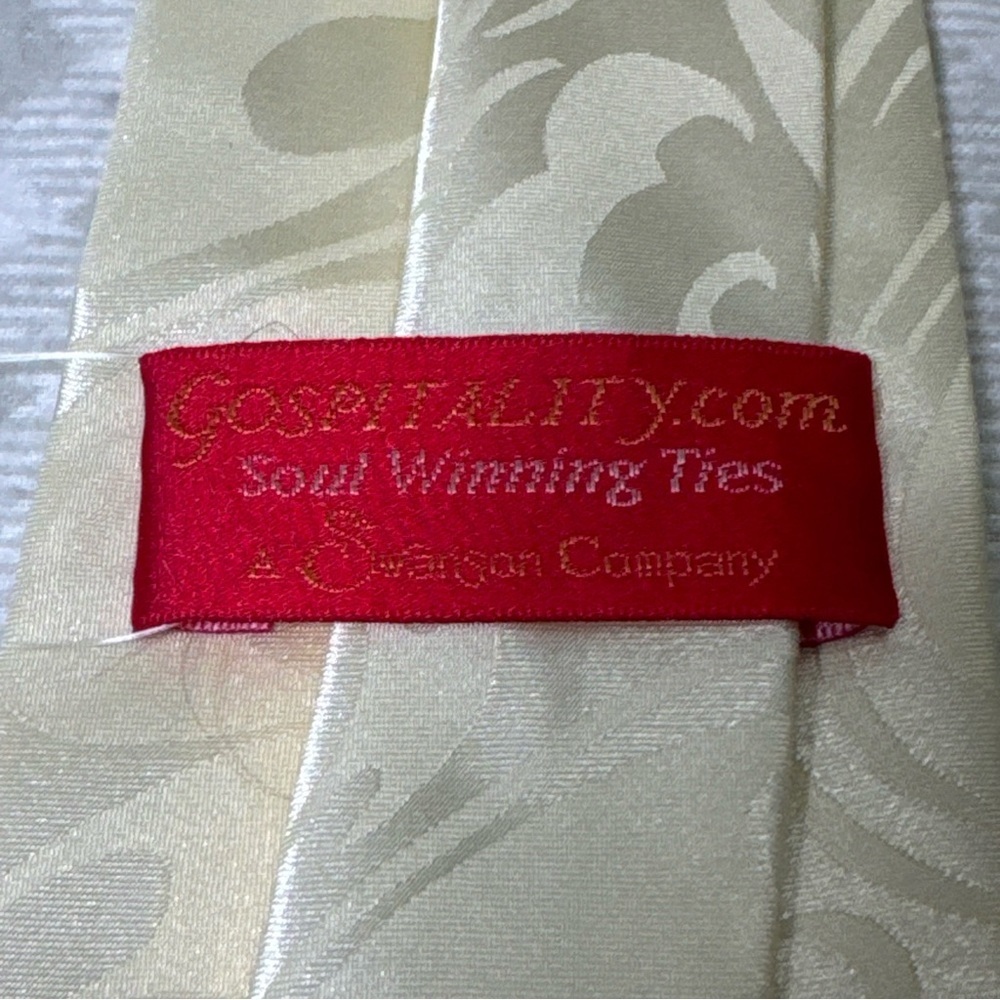 GOSPITALITY.com
Soul Winning Ties
A Swanson Company